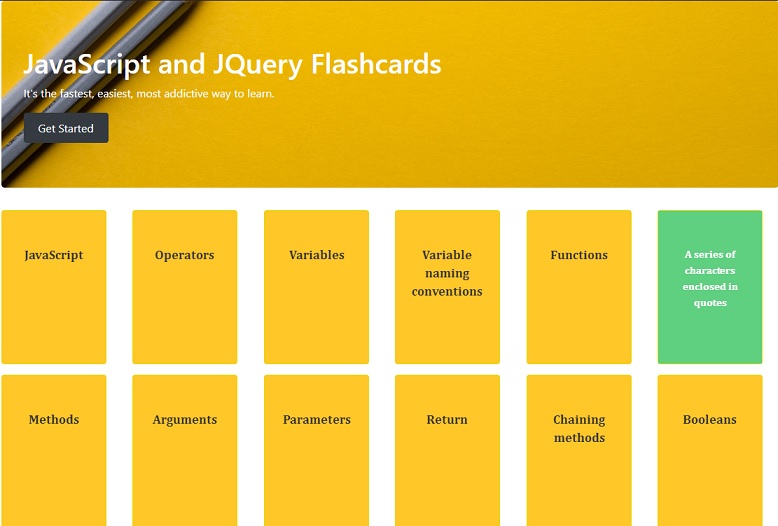 JavaScript and JQuery Flashcards
It's the fastest, easiest, most addictive way to learn.
Get Started
JavaScript
Operators
Variables
Variable
naming
conventions
Functions
A series of
characters
enclosed in
quotes
Methods
Arguments
Parameters
Return
Chaining
methods
Booleans